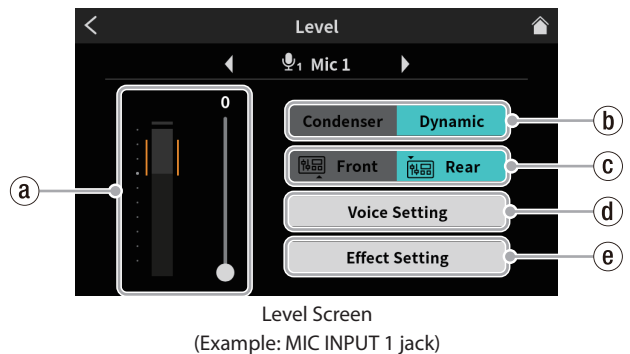 Level
1 Mic 1
0
Condenser Dynamic
Front Rear
Voice Setting
Effect Setting
a
b
c
d
e
Level Screen
(Example: MIC INPUT 1 jack)